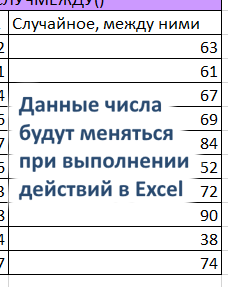 СЛУЧМЕЖДУ()
Случайное, между ними
63
61
67
69
84
52
72
90
38
74
Данные числа
будут меняться
при выполнении
действий в Excel